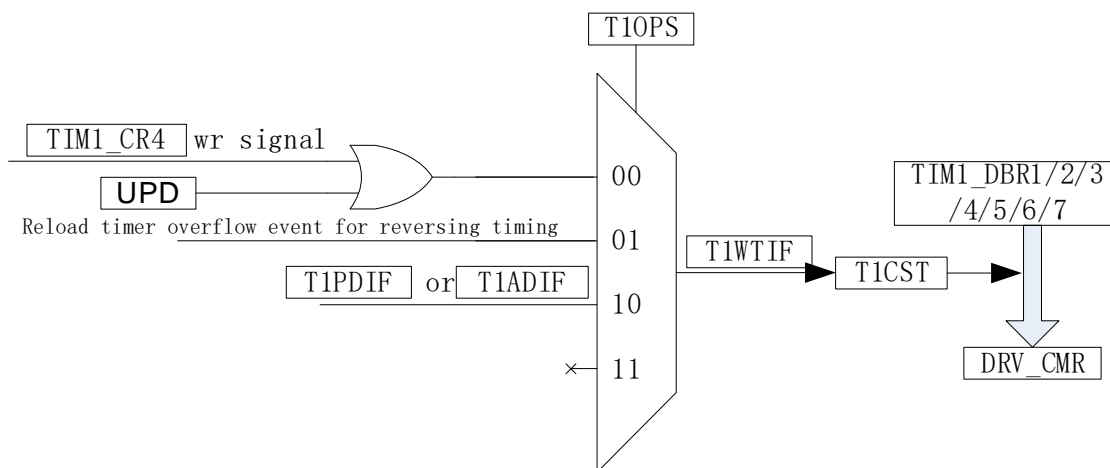 T1OPS
TIM1_CR4 wr signal
UPD
00
TIM1_DBR1/2/3
/4/5/6/7
Reload timer overflow event for reversing timing
01
T1WTIF
T1CST
T1PDIF or T1ADIF
10
11
DRV_CMR